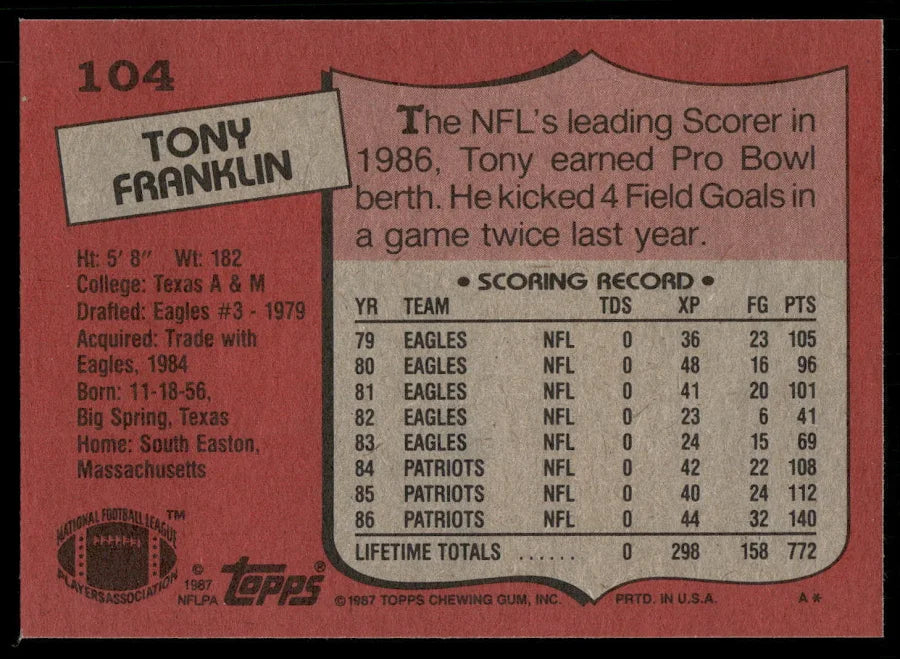 104
TONY
FRANKLIN
Ht: 5' 8" Wt: 182
College: Texas A & M
Drafted: Eagles #3 - 1979
Acquired: Trade with
Eagles, 1984
Born: 11-18-56,
Big Spring, Texas
Home: South Easton,
Massachusetts
NATIONAL FOOTBALL LEAGUE
PLAYERS ASSOCIATION
TM
© 1987
NFLPA
Topps®
The NFL's leading Scorer in
1986, Tony earned Pro Bowl
berth. He kicked 4 Field Goals in
a game twice last year.
• SCORING RECORD •
YR TEAM TDS XP FG PTS
79 EAGLES NFL 0 36 23 105
80 EAGLES NFL 0 48 16 96
81 EAGLES NFL 0 41 20 101
82 EAGLES NFL 0 23 6 41
83 EAGLES NFL 0 24 15 69
84 PATRIOTS NFL 0 42 22 108
85 PATRIOTS NFL 0 40 24 112
86 PATRIOTS NFL 0 44 32 140
LIFETIME TOTALS ...... 0 298 158 772
© 1987 TOPPS CHEWING GUM, INC. PRTD. IN U.S.A. A*